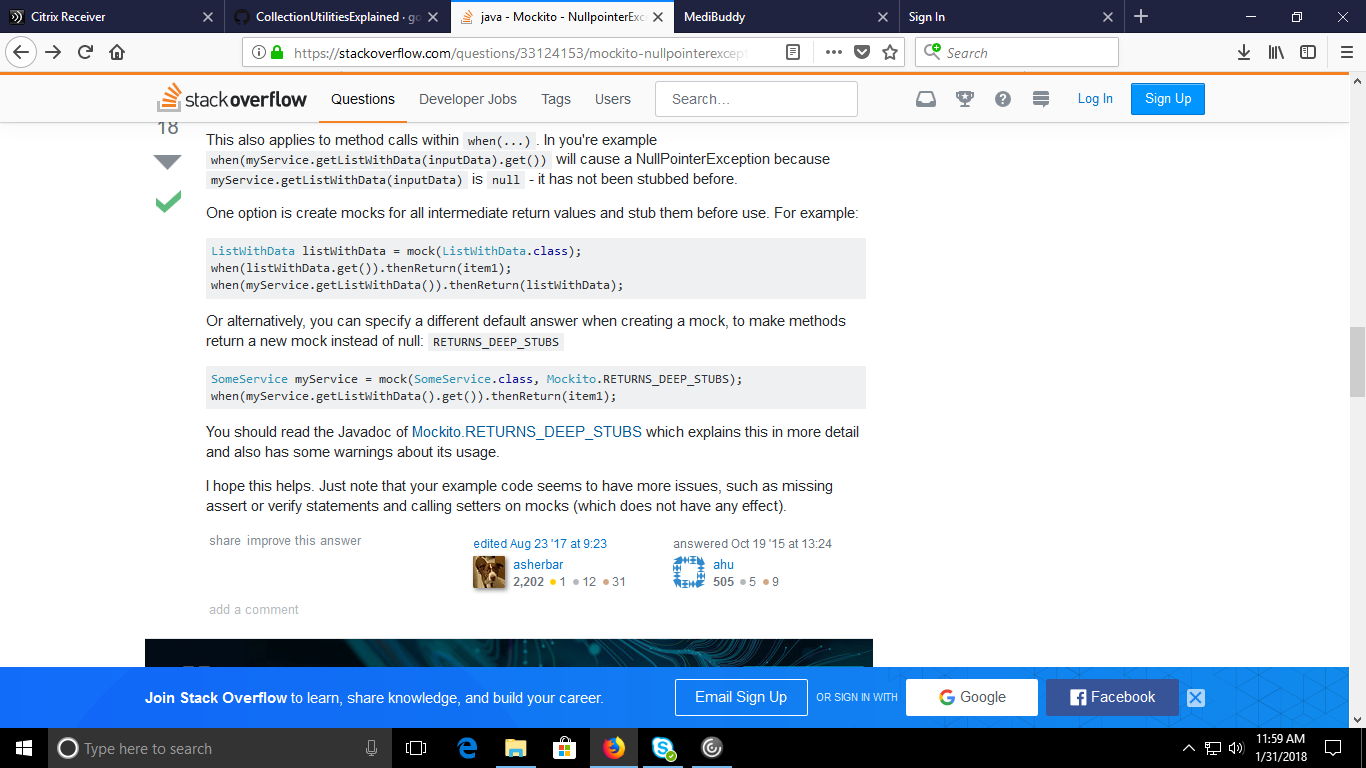 Citrix Receiver
CollectionUtilitiesExplained · go
java - Mockito - NullpointerExc
MediBuddy
Sign In
https://stackoverflow.com/questions/33124153/mockito-nullpointerexcept
Search
stackoverflow
Questions
Developer Jobs
Tags
Users
Search...
Log In
Sign Up
18
This also applies to method calls within when(...) . In you're example
when(myService.getListWithData(inputData).get()) will cause a NullPointerException because
myService.getListWithData(inputData) is null - it has not been stubbed before.
One option is create mocks for all intermediate return values and stub them before use. For example:
ListWithData listWithData = mock(ListWithData.class);
when(listWithData.get()).thenReturn(item1);
when(myService.getListWithData()).thenReturn(listWithData);
Or alternatively, you can specify a different default answer when creating a mock, to make methods
return a new mock instead of null: RETURNS_DEEP_STUBS
SomeService myService = mock(SomeService.class, Mockito.RETURNS_DEEP_STUBS);
when(myService.getListWithData().get()).thenReturn(item1);
You should read the Javadoc of Mockito.RETURNS_DEEP_STUBS which explains this in more detail
and also has some warnings about its usage.
I hope this helps. Just note that your example code seems to have more issues, such as missing
assert or verify statements and calling setters on mocks (which does not have any effect).
share improve this answer
edited Aug 23 '17 at 9:23
asherbar
2,202 ● 1 ● 12 ● 31
answered Oct 19 '15 at 13:24
ahu
505 ● 5 ● 9
add a comment
Join Stack Overflow to learn, share knowledge, and build your career.
Email Sign Up
OR SIGN IN WITH
Google
Facebook
Type here to search
11:59 AM
1/31/2018